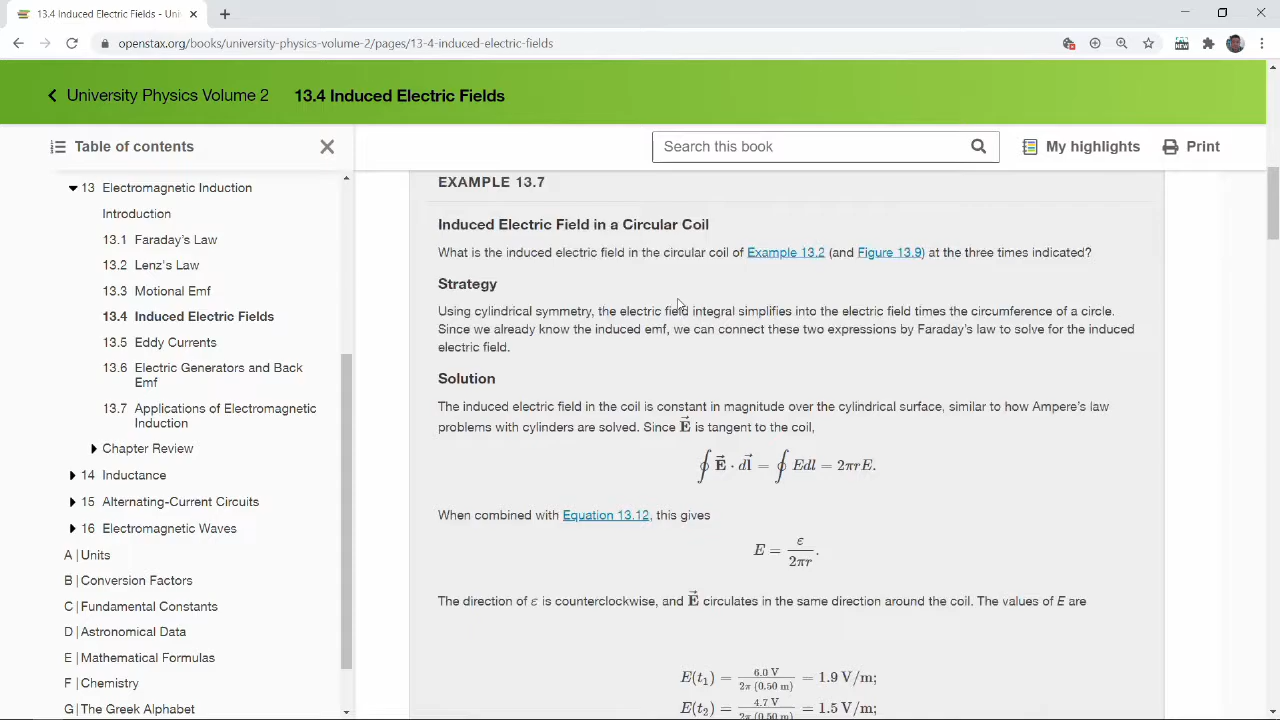 13.4 Induced Electric Fields - Uni
openstax.org/books/university-physics-volume-2/pages/13-4-induced-electric-fields
NEW
University Physics Volume 2 13.4 Induced Electric Fields
Table of contents
Search this book
My highlights
Print
13 Electromagnetic Induction
Introduction
13.1 Faraday's Law
13.2 Lenz's Law
13.3 Motional Emf
13.4 Induced Electric Fields
13.5 Eddy Currents
13.6 Electric Generators and Back
Emf
13.7 Applications of Electromagnetic
Induction
Chapter Review
14 Inductance
15 Alternating-Current Circuits
16 Electromagnetic Waves
A | Units
B | Conversion Factors
C | Fundamental Constants
D | Astronomical Data
E | Mathematical Formulas
F | Chemistry
G | The Greek Alphabet
EXAMPLE 13.7
Induced Electric Field in a Circular Coil
What is the induced electric field in the circular coil of Example 13.2 (and Figure 13.9) at the three times indicated?
Strategy
Using cylindrical symmetry, the electric field integral simplifies into the electric field times the circumference of a circle.
Since we already know the induced emf, we can connect these two expressions by Faraday's law to solve for the induced
electric field.
Solution
The induced electric field in the coil is constant in magnitude over the cylindrical surface, similar to how Ampere's law
problems with cylinders are solved. Since E⃗ is tangent to the coil,
∮ E⃗ · dl⃗ = ∮ Edl = 2πrE.
When combined with Equation 13.12, this gives
E = ε / 2πr.
The direction of ε is counterclockwise, and E⃗ circulates in the same direction around the coil. The values of E are
E(t₁) = 6.0 V / 2π (0.50 m) = 1.9 V/m;
E(t₂) = 4.7 V / 2π (0.50 m) = 1.5 V/m;